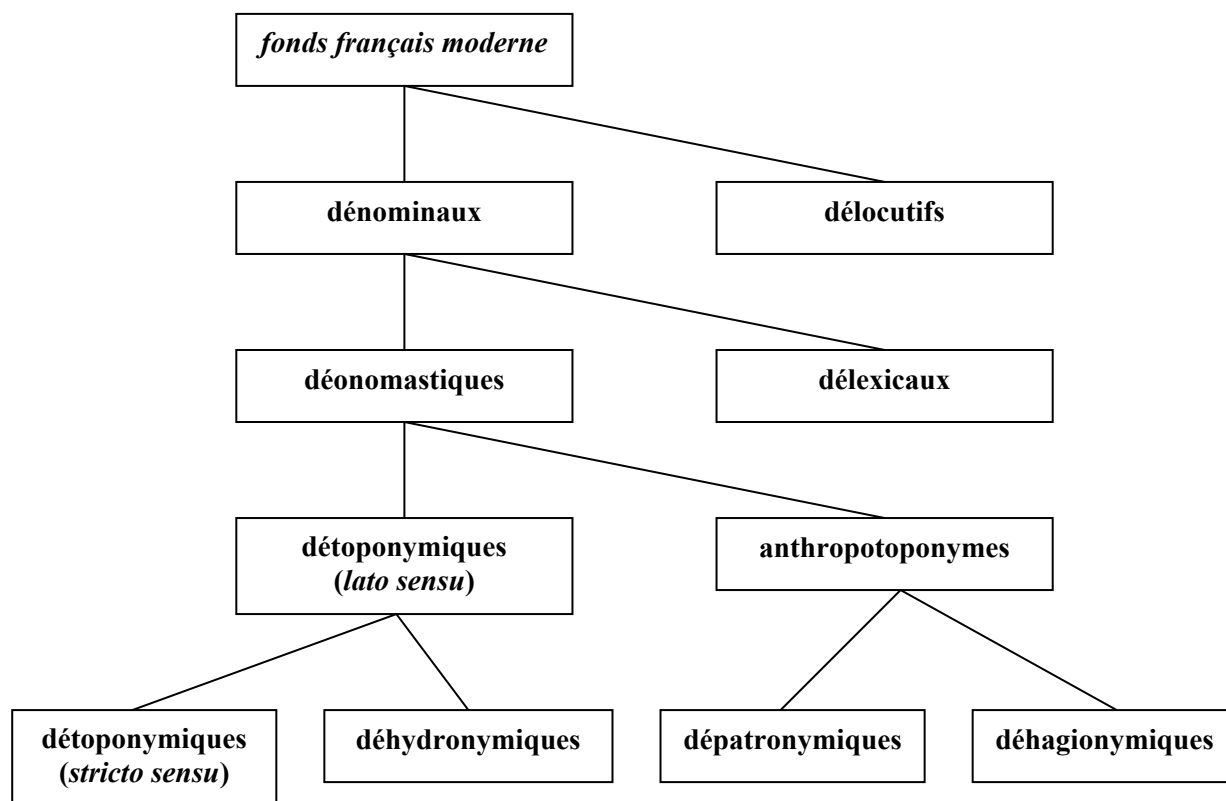 fonds français moderne
dénominaux
délocutifs
déonomastiques
délexicaux
détoponymiques
(lato sensu)
anthropotoponymes
détoponymiques
(stricto sensu)
déhydronymiques
dépatronymiques
déhagionymiques